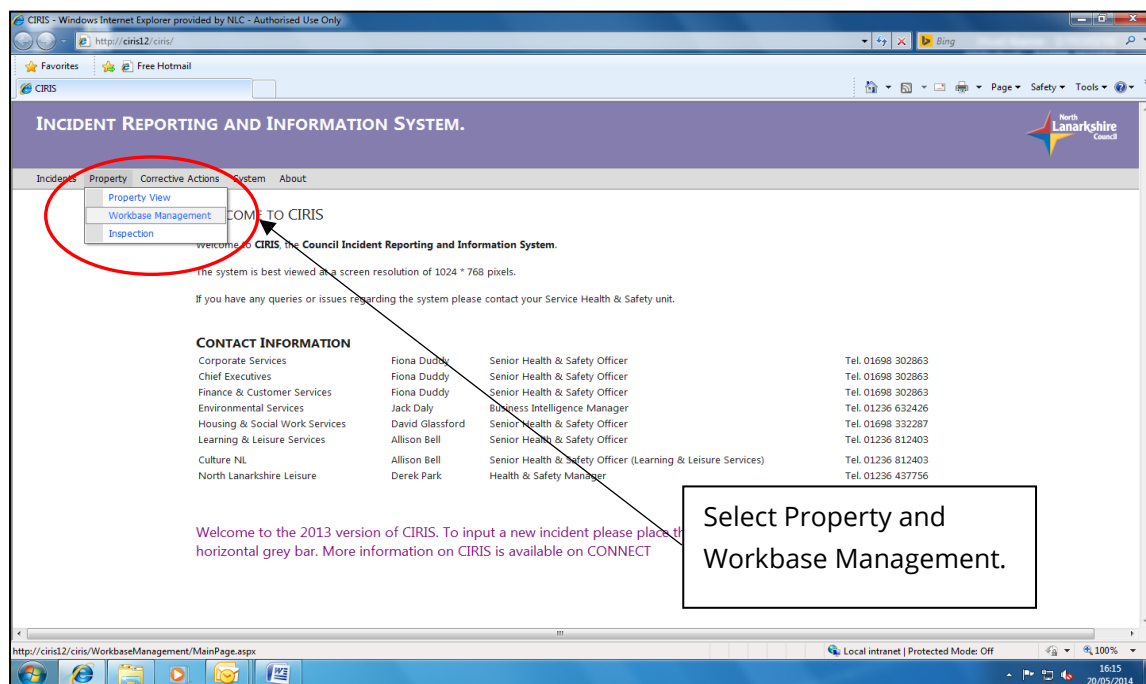 CIRIS - Windows Internet Explorer provided by NLC - Authorised Use Only
http://ciris12/ciris/
Bing
Favorites
Free Hotmail
CIRIS
Page
Safety
Tools
INCIDENT REPORTING AND INFORMATION SYSTEM.
North
Lanarkshire
Council
Incidents Property Corrective Actions System About
Property View
Workbase Management
Inspection
COME TO CIRIS
Welcome to CIRIS, the Council Incident Reporting and Information System.
The system is best viewed at a screen resolution of 1024 * 768 pixels.
If you have any queries or issues regarding the system please contact your Service Health & Safety unit.
CONTACT INFORMATION
Corporate Services Fiona Duddy Senior Health & Safety Officer Tel. 01698 302863
Chief Executives Fiona Duddy Senior Health & Safety Officer Tel. 01698 302863
Finance & Customer Services Fiona Duddy Senior Health & Safety Officer Tel. 01698 302863
Environmental Services Jack Daly Business Intelligence Manager Tel. 01236 632426
Housing & Social Work Services David Glassford Senior Health & Safety Officer Tel. 01698 332287
Learning & Leisure Services Allison Bell Senior Health & Safety Officer Tel. 01236 812403
Culture NL Allison Bell Senior Health & Safety Officer (Learning & Leisure Services) Tel. 01236 812403
North Lanarkshire Leisure Derek Park Health & Safety Manager Tel. 01236 437756
Welcome to the 2013 version of CIRIS. To input a new incident please place
horizontal grey bar. More information on CIRIS is available on CONNECT
Select Property and
Workbase Management.
http://ciris12/ciris/WorkbaseManagement/MainPage.aspx
Local intranet | Protected Mode: Off
100%
16:15
20/05/2014